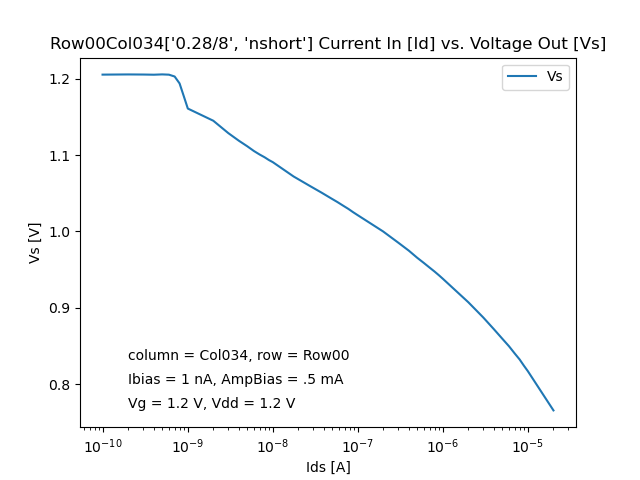 Row00Col034['0.28/8', 'nshort'] Current In [Id] vs. Voltage Out [Vs]
Vs
1.2
1.1
1.0
0.9
0.8
Vs [V]
column = Col034, row = Row00
Ibias = 1 nA, AmpBias = .5 mA
Vg = 1.2 V, Vdd = 1.2 V
10⁻¹⁰ 10⁻⁹ 10⁻⁸ 10⁻⁷ 10⁻⁶ 10⁻⁵
Ids [A]